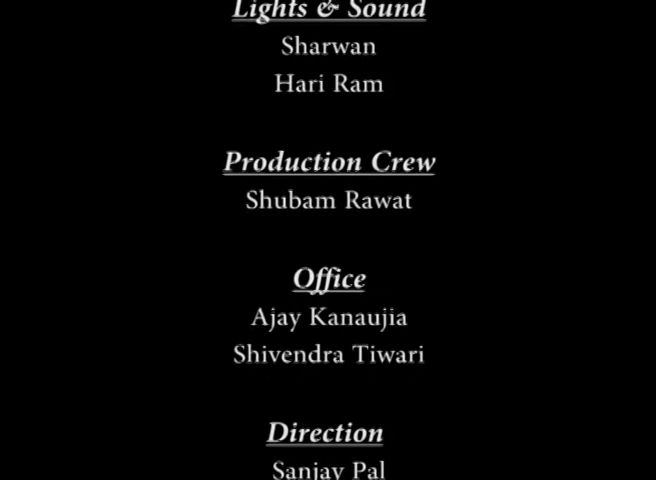 Lights & Sound
Sharwan
Hari Ram
Production Crew
Shubam Rawat
Office
Ajay Kanaujia
Shivendra Tiwari
Direction
Sanjay Pal